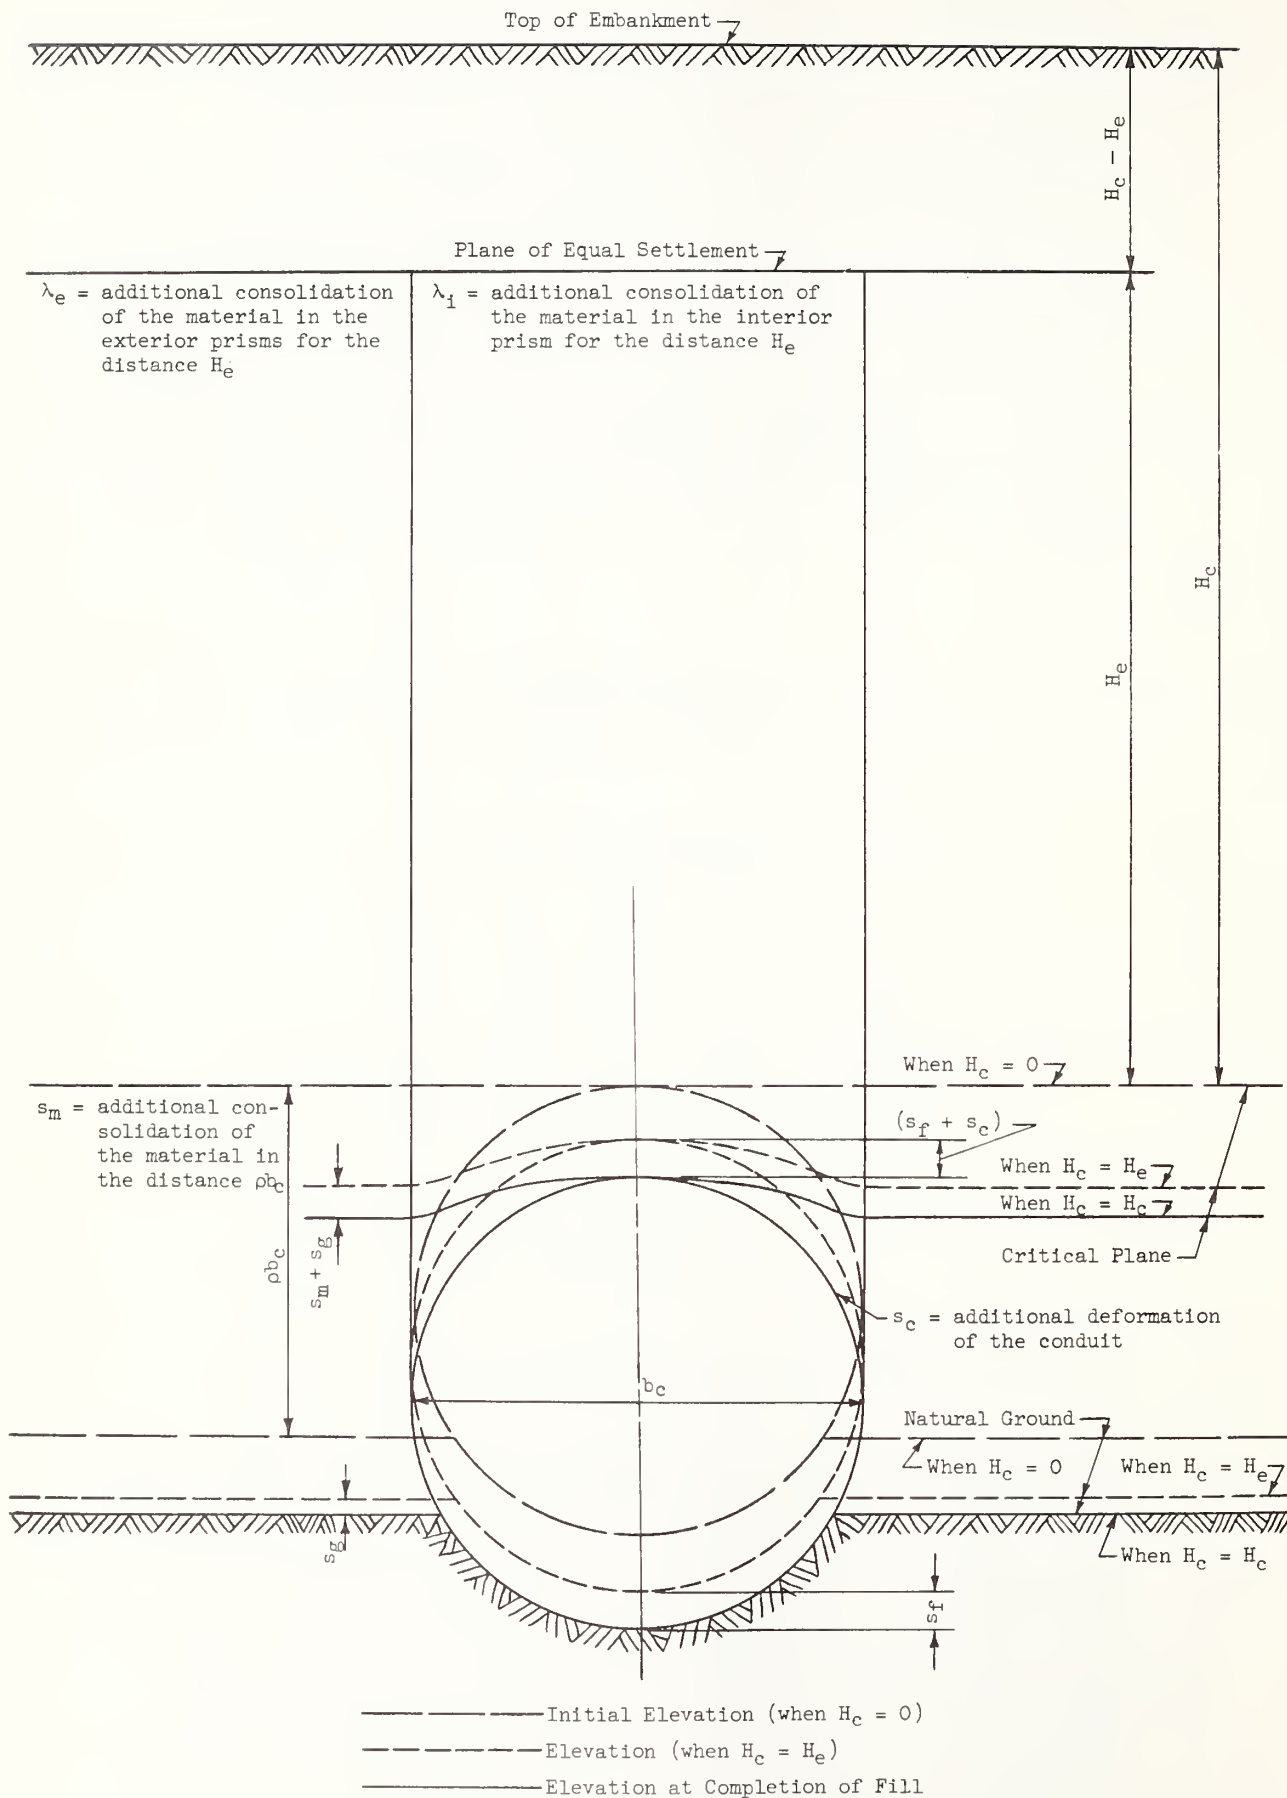 Top of Embankment
H_c − H_e
Plane of Equal Settlement
λ_e = additional consolidation
of the material in the
exterior prisms for the
distance H_e
λ_i = additional consolidation of
the material in the interior
prism for the distance H_e
H_c
H_e
When H_c = 0
s_m = additional con-
solidation of
the material in
the distance ρb_c
(s_f + s_c)
When H_c = H_e
When H_c = H_c
Critical Plane
ρb_c
s_m + s_g
s_c = additional deformation
of the conduit
b_c
Natural Ground
When H_c = 0
When H_c = H_e
s_g
When H_c = H_c
s_f
Initial Elevation (when H_c = 0)
Elevation (when H_c = H_e)
Elevation at Completion of Fill